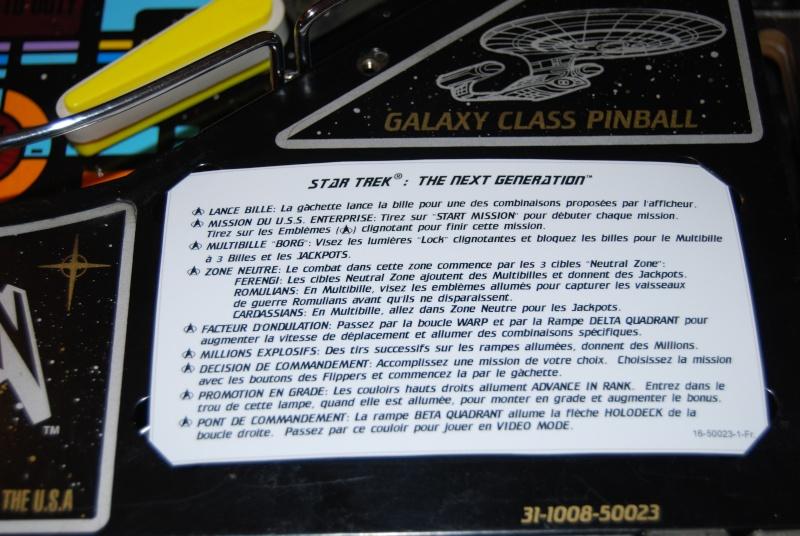 TO DUTY
GALAXY CLASS PINBALL
STAR TREK®: THE NEXT GENERATION™
LANCE BILLE: La gâchette lance la bille pour une des combinaisons proposées par l'afficheur.
MISSION DU U.S.S. ENTERPRISE: Tirez sur "START MISSION" pour débuter chaque mission.
Tirez sur les Emblèmes ( ) clignotant pour finir cette mission.
MULTIBILLE "BORG": Visez les lumières "Lock" clignotantes et bloquez les billes pour le Multibille
à 3 Billes et les JACKPOTS.
ZONE NEUTRE: Le combat dans cette zone commence par les 3 cibles "Neutral Zone":
FERENGI: Les cibles Neutral Zone ajoutent des Multibilles et donnent des Jackpots.
ROMULIANS: En Multibille, visez les emblèmes allumés pour capturer les vaisseaux
de guerre Romulians avant qu'ils ne disparaissent.
CARDASSIANS: En Multibille, allez dans Zone Neutre pour les Jackpots.
FACTEUR D'ONDULATION: Passez par la boucle WARP et par la Rampe DELTA QUADRANT pour
augmenter la vitesse de déplacement et allumer des combinaisons spécifiques.
MILLIONS EXPLOSIFS: Des tirs successifs sur les rampes allumées, donnent des Millions.
DECISION DE COMMANDEMENT: Accomplissez une mission de votre choix. Choisissez la mission
avec les boutons des Flippers et commencez la par le gâchette.
PROMOTION EN GRADE: Les couloirs hauts droits allument ADVANCE IN RANK. Entrez dans le
trou de cette lampe, quand elle est allumée, pour monter en grade et augmenter le bonus.
PONT DE COMMANDEMENT: La rampe BETA QUADRANT allume la flèche HOLODECK de la
boucle droite. Passez par ce couloir pour jouer en VIDEO MODE.
16-50023-1-Fr.
N
TM
THE U.S.A
31-1008-50023